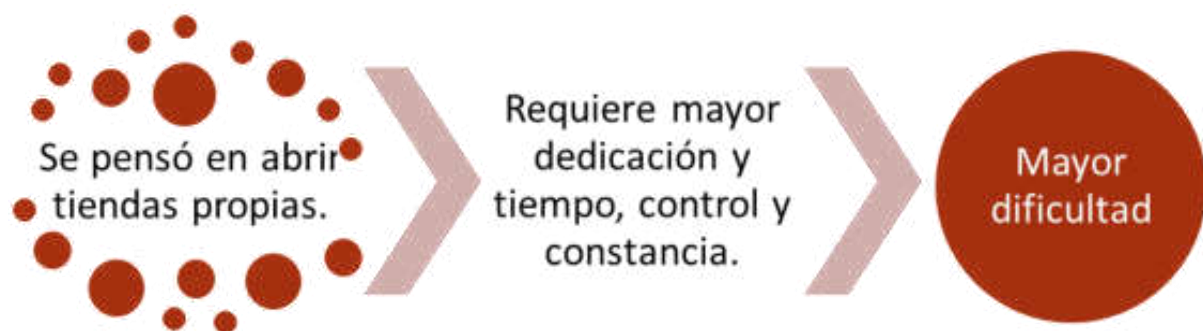 Se pensó en abrir
tiendas propias.
Requiere mayor
dedicación y
tiempo, control y
constancia.
Mayor
dificultad